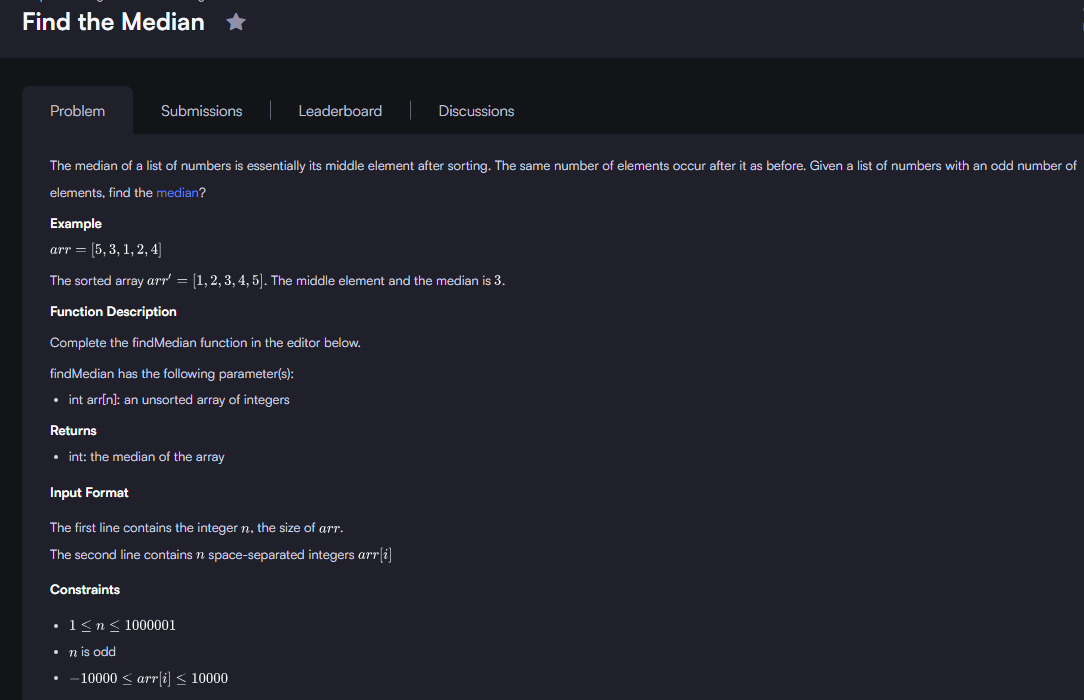 Find the Median
Problem
Submissions
Leaderboard
Discussions
The median of a list of numbers is essentially its middle element after sorting. The same number of elements occur after it as before. Given a list of numbers with an odd number of
elements, find the median?
Example
arr = [5, 3, 1, 2, 4]
The sorted array arr′ = [1, 2, 3, 4, 5]. The middle element and the median is 3.
Function Description
Complete the findMedian function in the editor below.
findMedian has the following parameter(s):
• int arr[n]: an unsorted array of integers
Returns
• int: the median of the array
Input Format
The first line contains the integer n, the size of arr.
The second line contains n space-separated integers arr[i]
Constraints
• 1 ≤ n ≤ 1000001
• n is odd
• −10000 ≤ arr[i] ≤ 10000